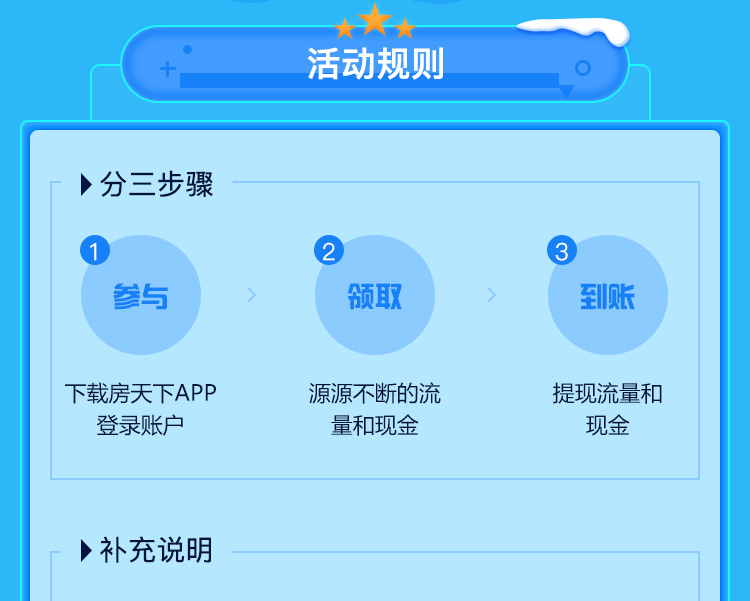 活动规则
分三步骤
1
参与
2
领取
3
到账
下载房天下APP
登录账户
源源不断的流
量和现金
提现流量和
现金
补充说明